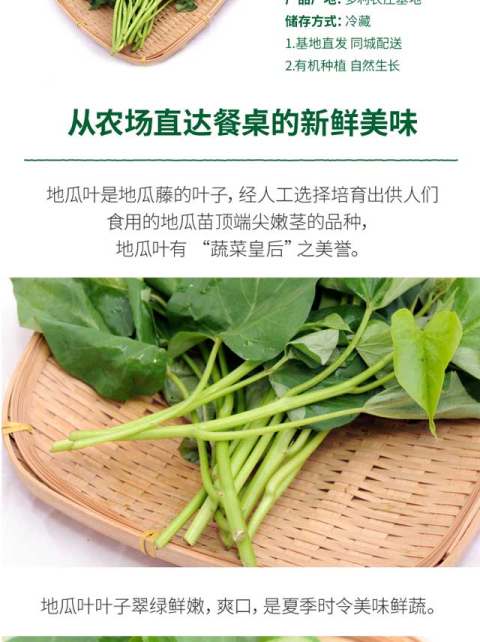 储存方式：冷藏
1.基地直发 同城配送
2.有机种植 自然生长
从农场直达餐桌的新鲜美味
地瓜叶是地瓜藤的叶子，经人工选择培育出供人们
食用的地瓜苗顶端尖嫩茎的品种，
地瓜叶有 “蔬菜皇后”之美誉。
地瓜叶叶子翠绿鲜嫩，爽口，是夏季时令美味鲜蔬。